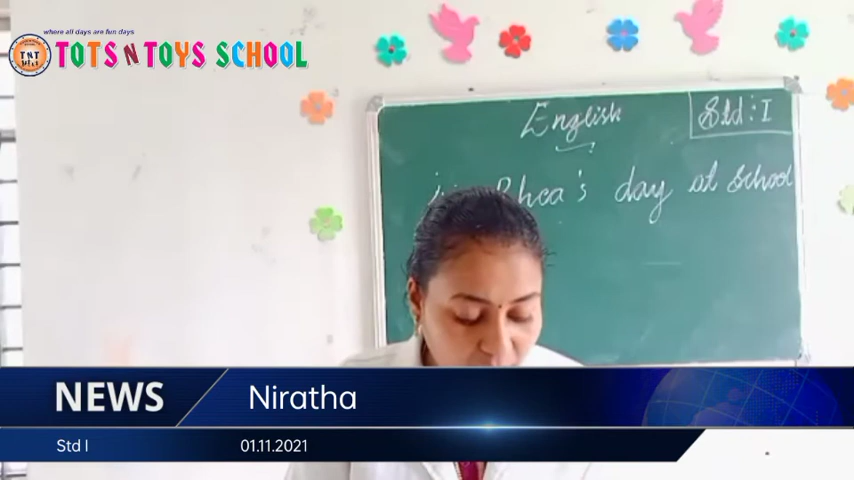 where all days are fun days
TNT
TOTS N TOYS SCHOOL
English
Std : I
Rhea's day at School
NEWS
Niratha
Std I
01.11.2021